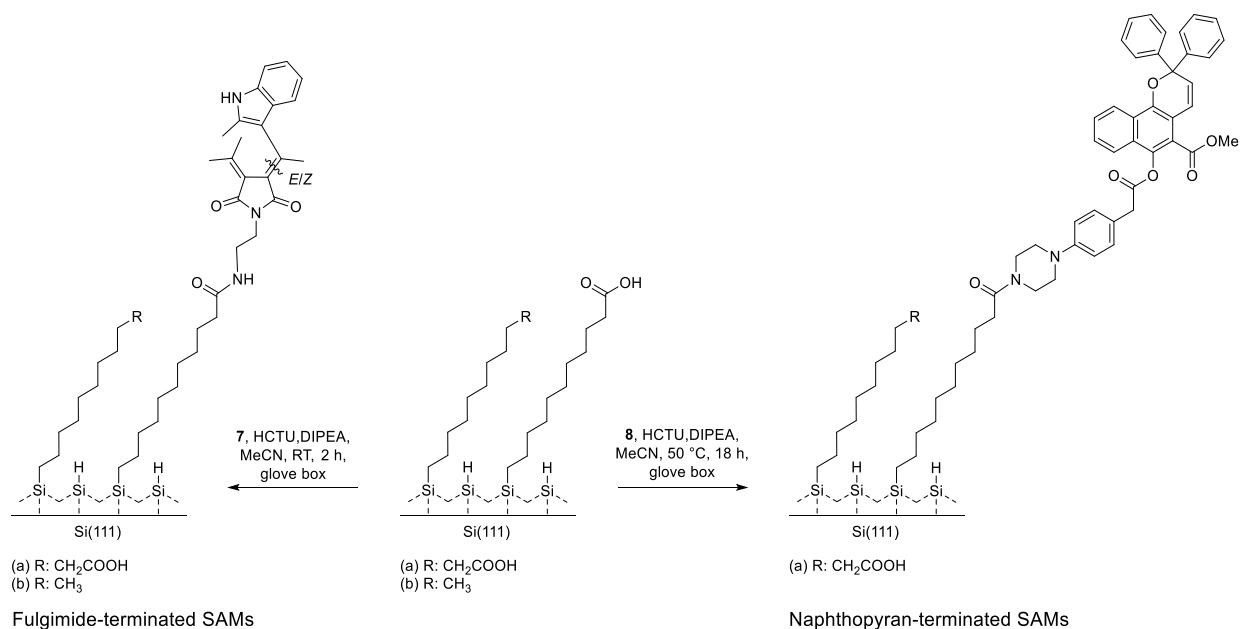 HN
E/Z
O
O
N
O
NH
R
H
H
Si
Si
Si
Si
Si(111)
(a) R: CH2COOH
(b) R: CH3
Fulgimide-terminated SAMs
7, HCTU,DIPEA,
MeCN, RT, 2 h,
glove box
O
OH
R
H
H
Si
Si
Si
Si
Si(111)
(a) R: CH2COOH
(b) R: CH3
8, HCTU,DIPEA,
MeCN, 50 °C, 18 h,
glove box
O
OMe
O
O
O
N
N
O
R
H
H
Si
Si
Si
Si
Si(111)
(a) R: CH2COOH
Naphthopyran-terminated SAMs